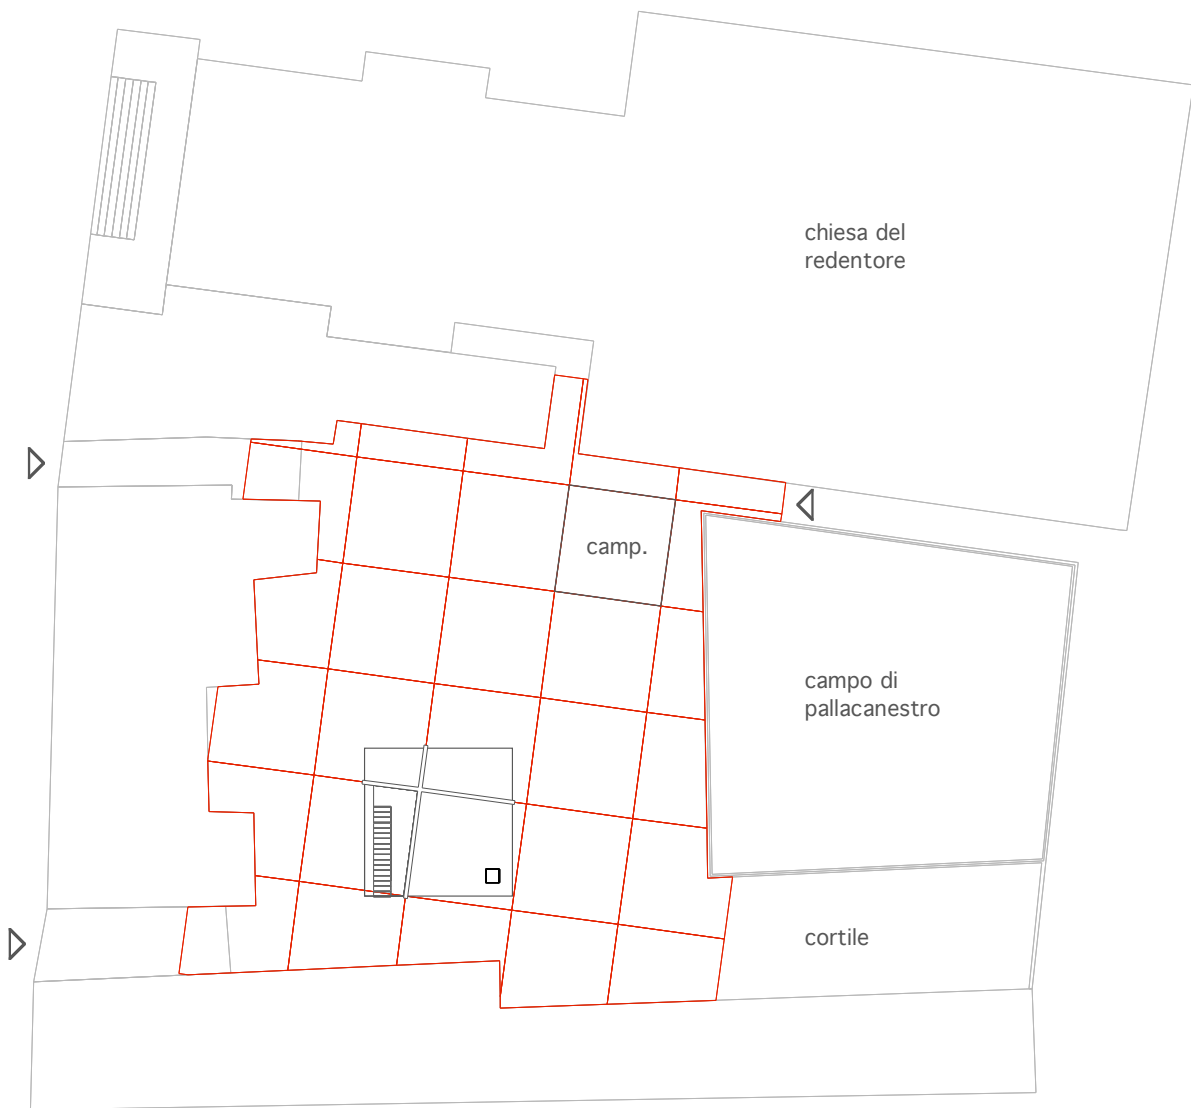 chiesa del
redentore
camp.
campo di
pallacanestro
cortile